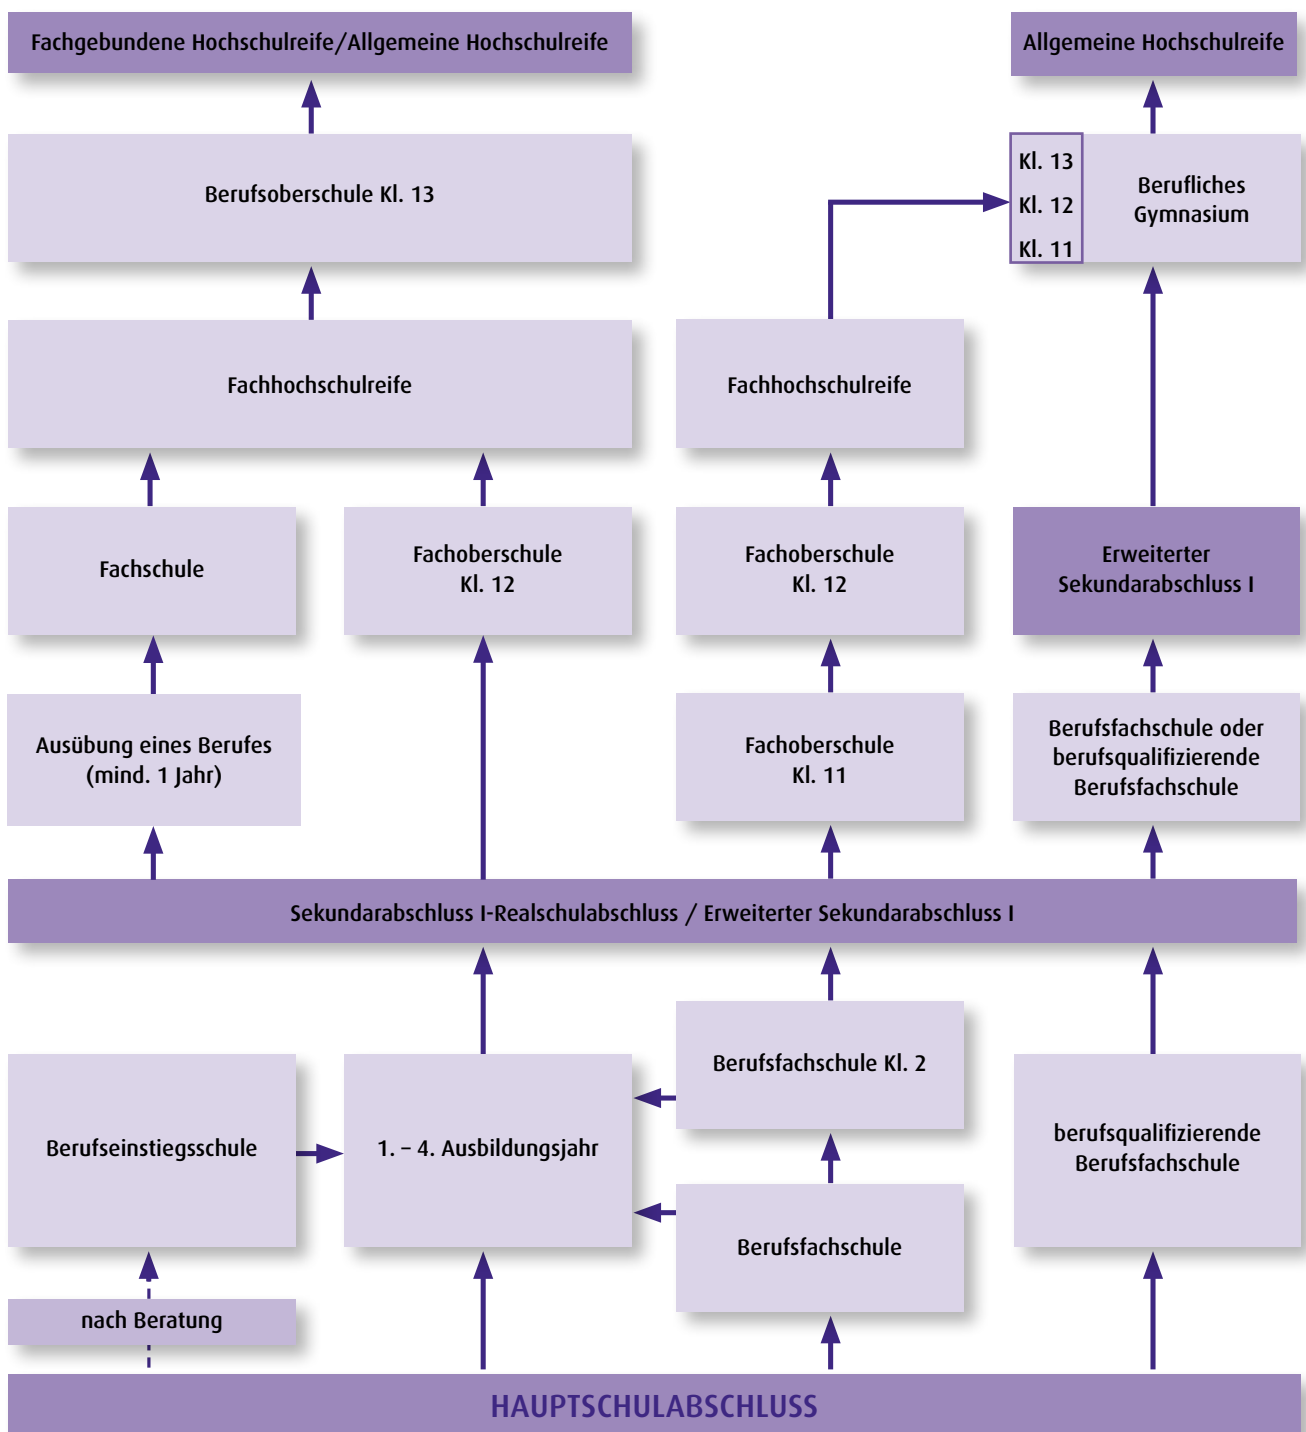 Fachgebundene Hochschulreife/Allgemeine Hochschulreife
Allgemeine Hochschulreife
Berufsoberschule Kl. 13
Kl. 13
Kl. 12
Kl. 11
Berufliches
Gymnasium
Fachhochschulreife
Fachhochschulreife
Fachschule
Fachoberschule
Kl. 12
Fachoberschule
Kl. 12
Erweiterter
Sekundarabschluss I
Ausübung eines Berufes
(mind. 1 Jahr)
Fachoberschule
Kl. 11
Berufsfachschule oder
berufsqualifizierende
Berufsfachschule
Sekundarabschluss I-Realschulabschluss / Erweiterter Sekundarabschluss I
Berufseinstiegsschule
1. – 4. Ausbildungsjahr
Berufsfachschule Kl. 2
Berufsfachschule
berufsqualifizierende
Berufsfachschule
nach Beratung
HAUPTSCHULABSCHLUSS